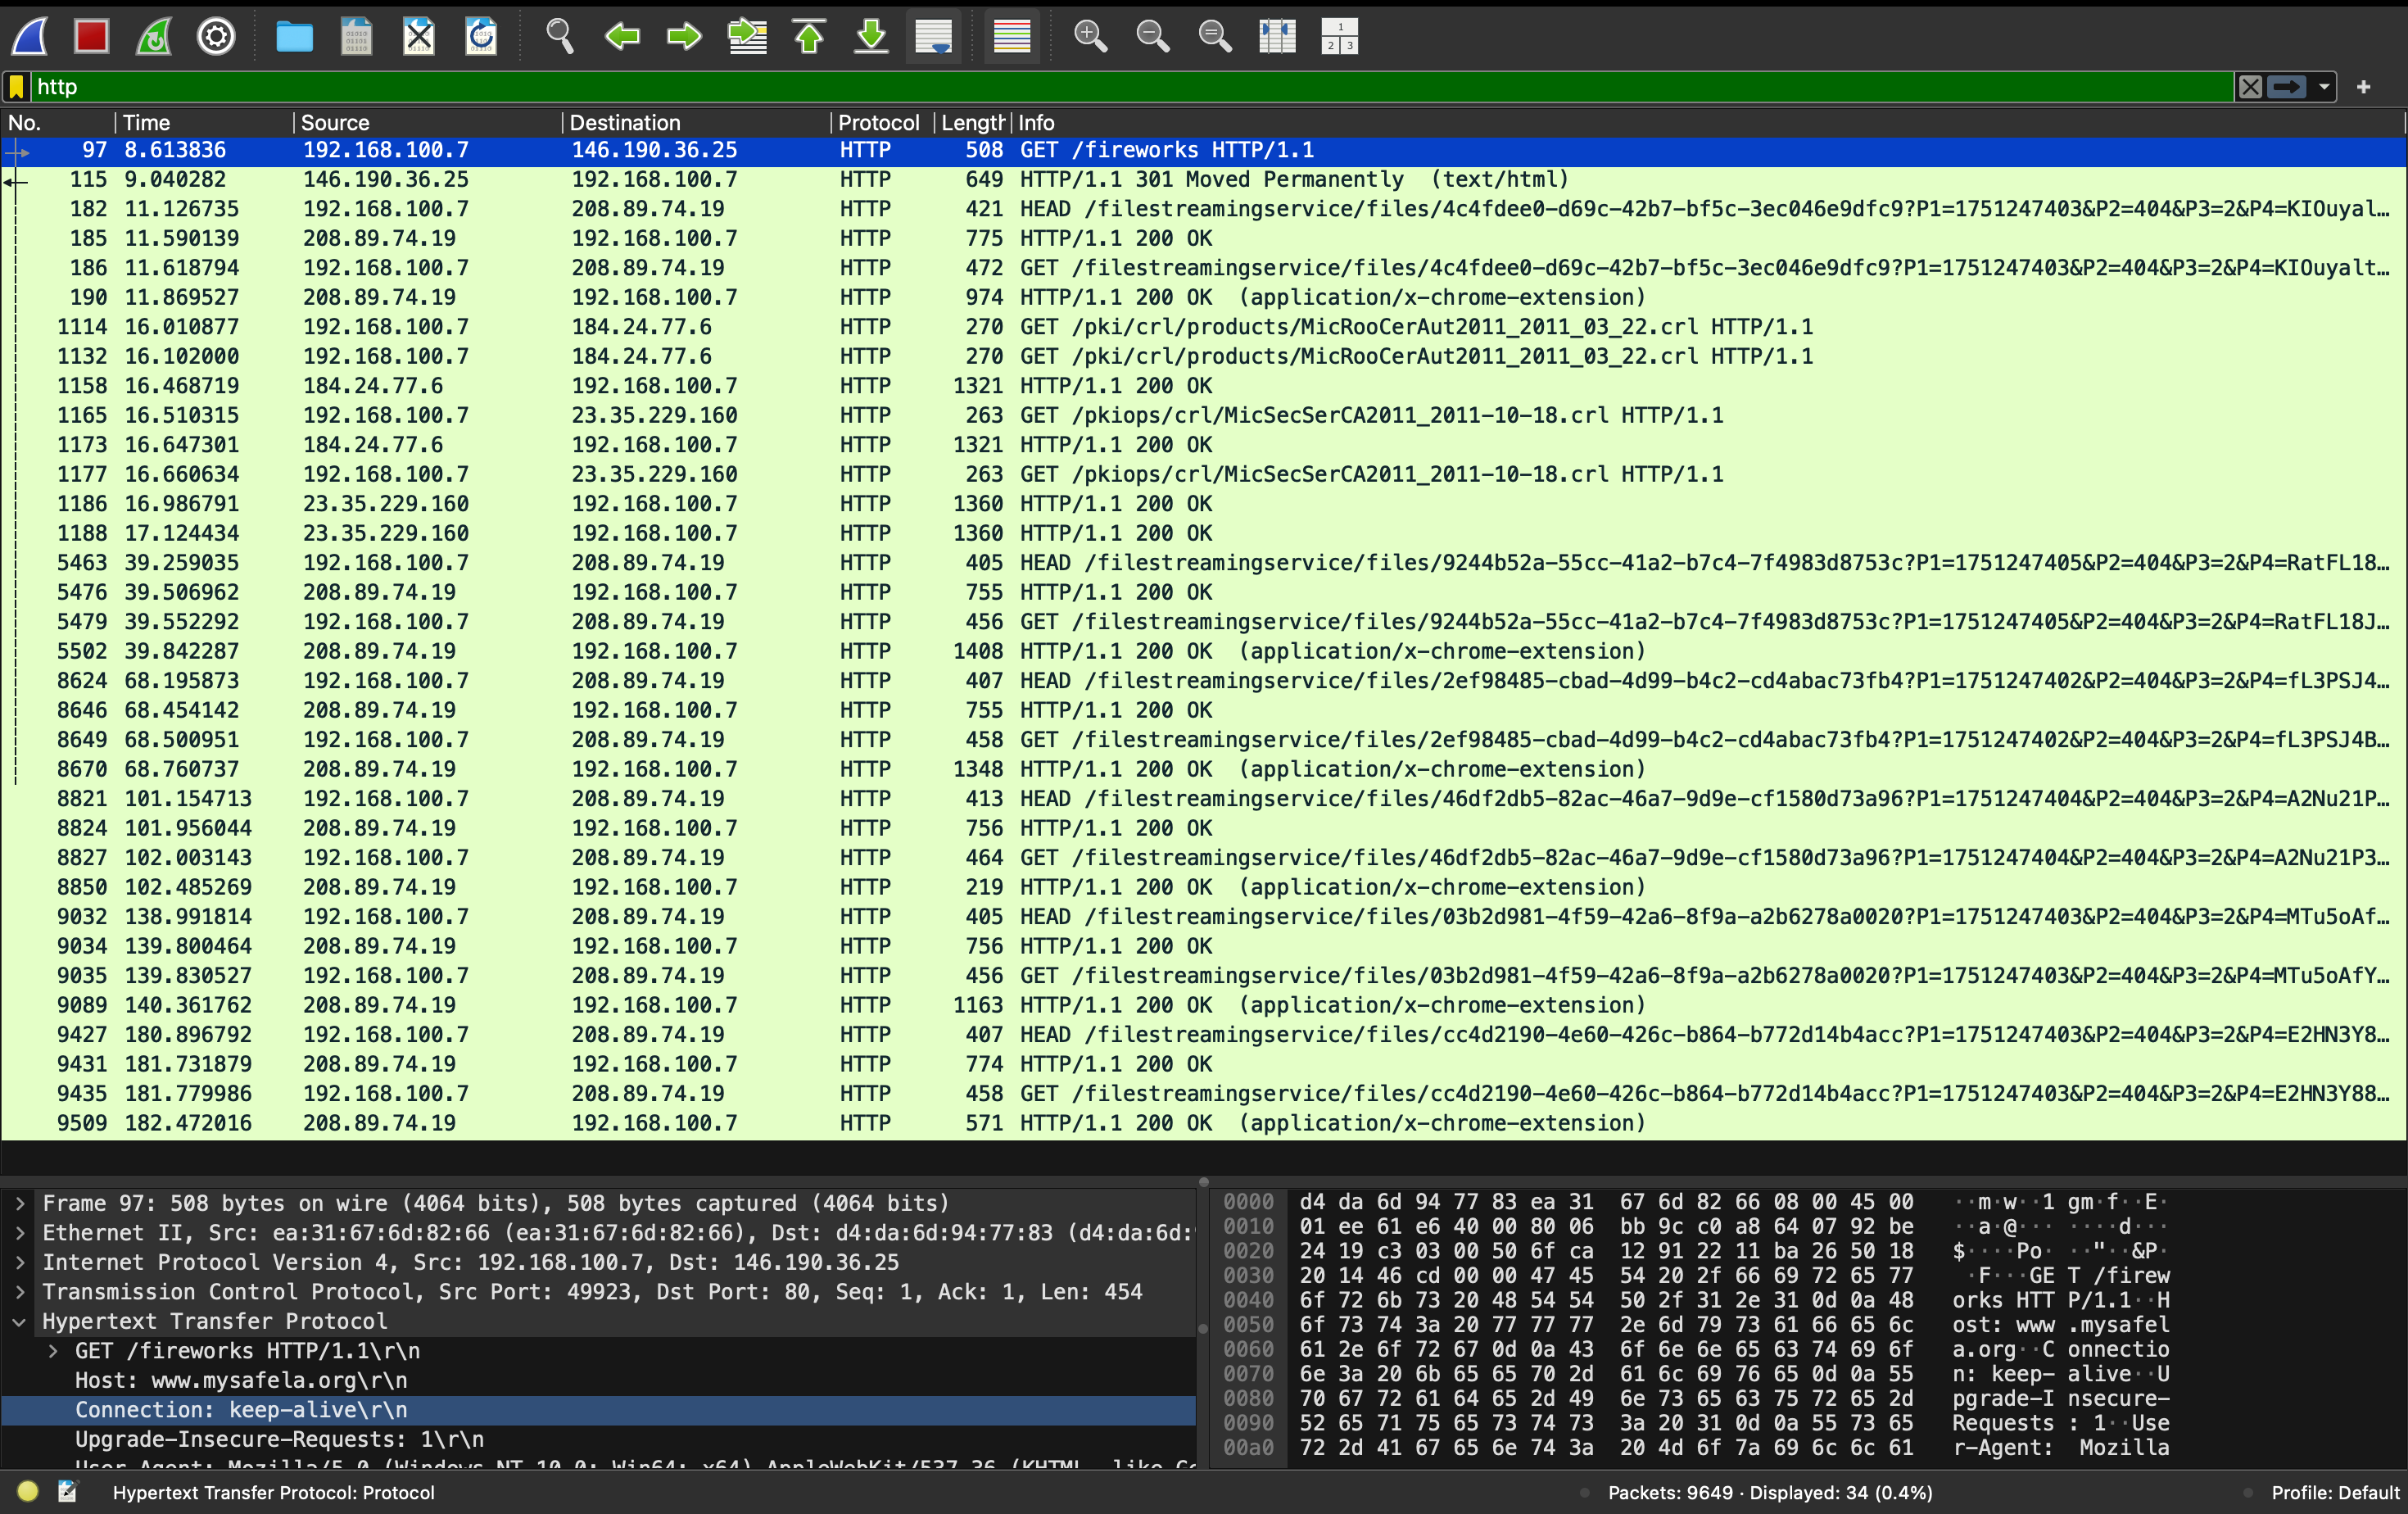 http
No. Time Source Destination Protocol Length Info
97 8.613836 192.168.100.7 146.190.36.25 HTTP 508 GET /fireworks HTTP/1.1
115 9.040282 146.190.36.25 192.168.100.7 HTTP 649 HTTP/1.1 301 Moved Permanently (text/html)
182 11.126735 192.168.100.7 208.89.74.19 HTTP 421 HEAD /filestreamingservice/files/4c4fdee0-d69c-42b7-bf5c-3ec046e9dfc9?P1=1751247403&P2=404&P3=2&P4=KIOuyal…
185 11.590139 208.89.74.19 192.168.100.7 HTTP 775 HTTP/1.1 200 OK
186 11.618794 192.168.100.7 208.89.74.19 HTTP 472 GET /filestreamingservice/files/4c4fdee0-d69c-42b7-bf5c-3ec046e9dfc9?P1=1751247403&P2=404&P3=2&P4=KIOuyalt…
190 11.869527 208.89.74.19 192.168.100.7 HTTP 974 HTTP/1.1 200 OK (application/x-chrome-extension)
1114 16.010877 192.168.100.7 184.24.77.6 HTTP 270 GET /pki/crl/products/MicRooCerAut2011_2011_03_22.crl HTTP/1.1
1132 16.102000 192.168.100.7 184.24.77.6 HTTP 270 GET /pki/crl/products/MicRooCerAut2011_2011_03_22.crl HTTP/1.1
1158 16.468719 184.24.77.6 192.168.100.7 HTTP 1321 HTTP/1.1 200 OK
1165 16.510315 192.168.100.7 23.35.229.160 HTTP 263 GET /pkiops/crl/MicSecSerCA2011_2011-10-18.crl HTTP/1.1
1173 16.647301 184.24.77.6 192.168.100.7 HTTP 1321 HTTP/1.1 200 OK
1177 16.660634 192.168.100.7 23.35.229.160 HTTP 263 GET /pkiops/crl/MicSecSerCA2011_2011-10-18.crl HTTP/1.1
1186 16.986791 23.35.229.160 192.168.100.7 HTTP 1360 HTTP/1.1 200 OK
1188 17.124434 23.35.229.160 192.168.100.7 HTTP 1360 HTTP/1.1 200 OK
5463 39.259035 192.168.100.7 208.89.74.19 HTTP 405 HEAD /filestreamingservice/files/9244b52a-55cc-41a2-b7c4-7f4983d8753c?P1=1751247405&P2=404&P3=2&P4=RatFL18…
5476 39.506962 208.89.74.19 192.168.100.7 HTTP 755 HTTP/1.1 200 OK
5479 39.552292 192.168.100.7 208.89.74.19 HTTP 456 GET /filestreamingservice/files/9244b52a-55cc-41a2-b7c4-7f4983d8753c?P1=1751247405&P2=404&P3=2&P4=RatFL18J…
5502 39.842287 208.89.74.19 192.168.100.7 HTTP 1408 HTTP/1.1 200 OK (application/x-chrome-extension)
8624 68.195873 192.168.100.7 208.89.74.19 HTTP 407 HEAD /filestreamingservice/files/2ef98485-cbad-4d99-b4c2-cd4abac73fb4?P1=1751247402&P2=404&P3=2&P4=fL3PSJ4…
8646 68.454142 208.89.74.19 192.168.100.7 HTTP 755 HTTP/1.1 200 OK
8649 68.500951 192.168.100.7 208.89.74.19 HTTP 458 GET /filestreamingservice/files/2ef98485-cbad-4d99-b4c2-cd4abac73fb4?P1=1751247402&P2=404&P3=2&P4=fL3PSJ4B…
8670 68.760737 208.89.74.19 192.168.100.7 HTTP 1348 HTTP/1.1 200 OK (application/x-chrome-extension)
8821 101.154713 192.168.100.7 208.89.74.19 HTTP 413 HEAD /filestreamingservice/files/46df2db5-82ac-46a7-9d9e-cf1580d73a96?P1=1751247404&P2=404&P3=2&P4=A2Nu21P…
8824 101.956044 208.89.74.19 192.168.100.7 HTTP 756 HTTP/1.1 200 OK
8827 102.003143 192.168.100.7 208.89.74.19 HTTP 464 GET /filestreamingservice/files/46df2db5-82ac-46a7-9d9e-cf1580d73a96?P1=1751247404&P2=404&P3=2&P4=A2Nu21P3…
8850 102.485269 208.89.74.19 192.168.100.7 HTTP 219 HTTP/1.1 200 OK (application/x-chrome-extension)
9032 138.991814 192.168.100.7 208.89.74.19 HTTP 405 HEAD /filestreamingservice/files/03b2d981-4f59-42a6-8f9a-a2b6278a0020?P1=1751247403&P2=404&P3=2&P4=MTu5oAf…
9034 139.800464 208.89.74.19 192.168.100.7 HTTP 756 HTTP/1.1 200 OK
9035 139.830527 192.168.100.7 208.89.74.19 HTTP 456 GET /filestreamingservice/files/03b2d981-4f59-42a6-8f9a-a2b6278a0020?P1=1751247403&P2=404&P3=2&P4=MTu5oAfY…
9089 140.361762 208.89.74.19 192.168.100.7 HTTP 1163 HTTP/1.1 200 OK (application/x-chrome-extension)
9427 180.896792 192.168.100.7 208.89.74.19 HTTP 407 HEAD /filestreamingservice/files/cc4d2190-4e60-426c-b864-b772d14b4acc?P1=1751247403&P2=404&P3=2&P4=E2HN3Y8…
9431 181.731879 208.89.74.19 192.168.100.7 HTTP 774 HTTP/1.1 200 OK
9435 181.779986 192.168.100.7 208.89.74.19 HTTP 458 GET /filestreamingservice/files/cc4d2190-4e60-426c-b864-b772d14b4acc?P1=1751247403&P2=404&P3=2&P4=E2HN3Y88…
9509 182.472016 208.89.74.19 192.168.100.7 HTTP 571 HTTP/1.1 200 OK (application/x-chrome-extension)
Frame 97: 508 bytes on wire (4064 bits), 508 bytes captured (4064 bits)
Ethernet II, Src: ea:31:67:6d:82:66 (ea:31:67:6d:82:66), Dst: d4:da:6d:94:77:83 (d4:da:6d:
Internet Protocol Version 4, Src: 192.168.100.7, Dst: 146.190.36.25
Transmission Control Protocol, Src Port: 49923, Dst Port: 80, Seq: 1, Ack: 1, Len: 454
Hypertext Transfer Protocol
GET /fireworks HTTP/1.1\r\n
Host: www.mysafela.org\r\n
Connection: keep-alive\r\n
Upgrade-Insecure-Requests: 1\r\n
User-Agent: Mozilla/5.0 (Windows NT 10.0; Win64; x64) AppleWebKit/537.36 (KHTML, like Ge
0000 d4 da 6d 94 77 83 ea 31 67 6d 82 66 08 00 45 00 ··m·w··1 gm·f··E·
0010 01 ee 61 e6 40 00 80 06 bb 9c c0 a8 64 07 92 be ··a·@··· ····d···
0020 24 19 c3 03 00 50 6f ca 12 91 22 11 ba 26 50 18 $····Po· ··"··&P·
0030 20 14 46 cd 00 00 47 45 54 20 2f 66 69 72 65 77 ·F···GE T /firew
0040 6f 72 6b 73 20 48 54 54 50 2f 31 2e 31 0d 0a 48 orks HTT P/1.1··H
0050 6f 73 74 3a 20 77 77 77 2e 6d 79 73 61 66 65 6c ost: www .mysafel
0060 61 2e 6f 72 67 0d 0a 43 6f 6e 6e 65 63 74 69 6f a.org··C onnectio
0070 6e 3a 20 6b 65 65 70 2d 61 6c 69 76 65 0d 0a 55 n: keep- alive··U
0080 70 67 72 61 64 65 2d 49 6e 73 65 63 75 72 65 2d pgrade-I nsecure-
0090 52 65 71 75 65 73 74 73 3a 20 31 0d 0a 55 73 65 Requests : 1··Use
00a0 72 2d 41 67 65 6e 74 3a 20 4d 6f 7a 69 6c 6c 61 r-Agent: Mozilla
Hypertext Transfer Protocol: Protocol
Packets: 9649 · Displayed: 34 (0.4%)
Profile: Default